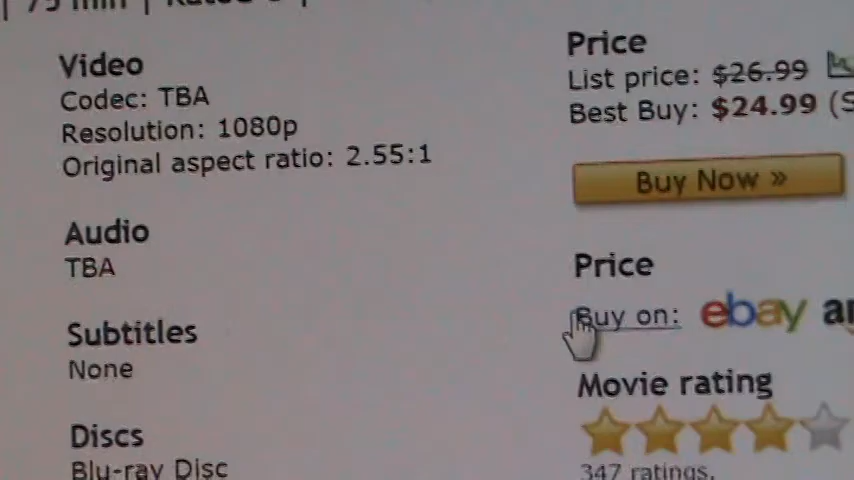 75 min
Video
Codec: TBA
Resolution: 1080p
Original aspect ratio: 2.55:1
Audio
TBA
Subtitles
None
Discs
Blu-ray Disc
Price
List price: $26.99
Best Buy: $24.99 (S
Buy Now »
Price
Buy on: ebay
Movie rating
347 ratings.